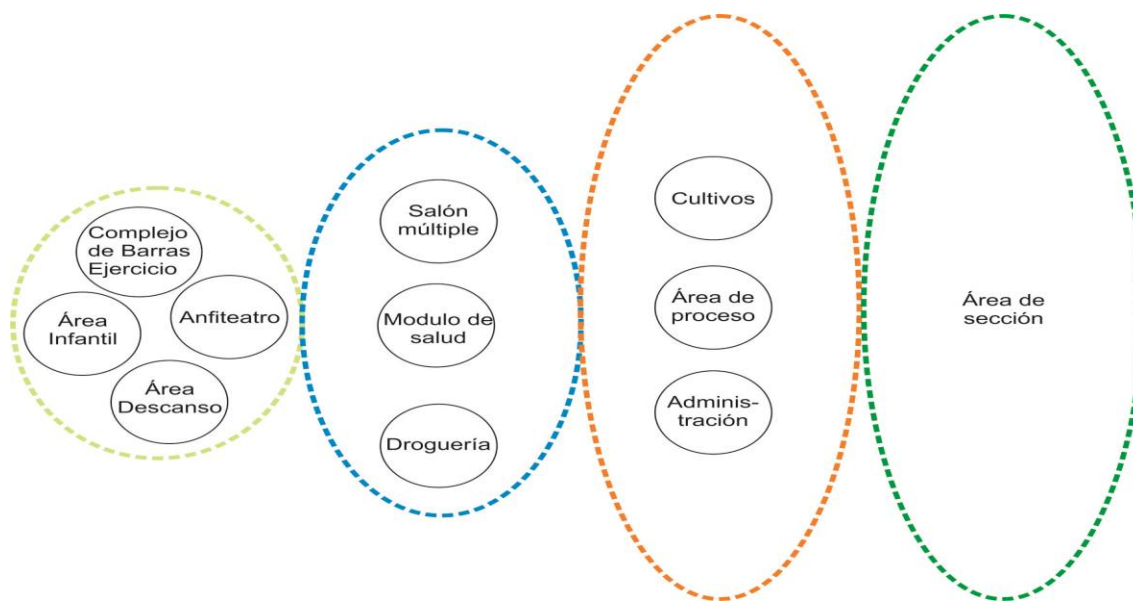 Complejo
de Barras
Ejercicio
Área
Infantil
Anfiteatro
Área
Descanso
Salón
múltiple
Modulo de
salud
Droguería
Cultivos
Área de
proceso
Adminis-
tración
Área de
sección